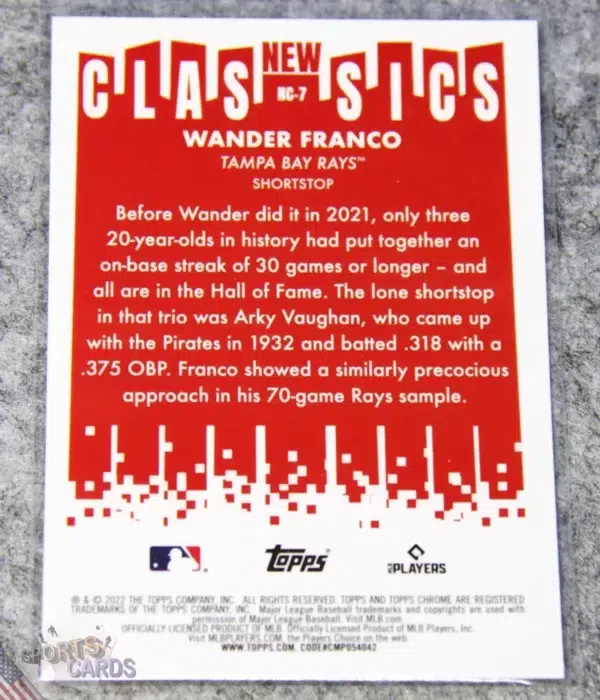 NEW
CLASSICS
NC-7
WANDER FRANCO
TAMPA BAY RAYS™
SHORTSTOP
Before Wander did it in 2021, only three
20-year-olds in history had put together an
on-base streak of 30 games or longer – and
all are in the Hall of Fame. The lone shortstop
in that trio was Arky Vaughan, who came up
with the Pirates in 1932 and batted .318 with a
.375 OBP. Franco showed a similarly precocious
approach in his 70-game Rays sample.
topps
PLAYERS
® & © 2022 THE TOPPS COMPANY, INC. ALL RIGHTS RESERVED. TOPPS AND TOPPS CHROME ARE REGISTERED
TRADEMARKS OF THE TOPPS COMPANY, INC. Major League Baseball trademarks and copyrights are used with
permission of Major League Baseball. Visit MLB.com
OFFICIALLY LICENSED PRODUCT OF MLB Officially Licensed Product of MLB Players, Inc.
Visit MLBPLAYERS.COM, the Players Choice on the web.
WWW.TOPPS.COM CODE#CMP054042
SPORTS
CARDS